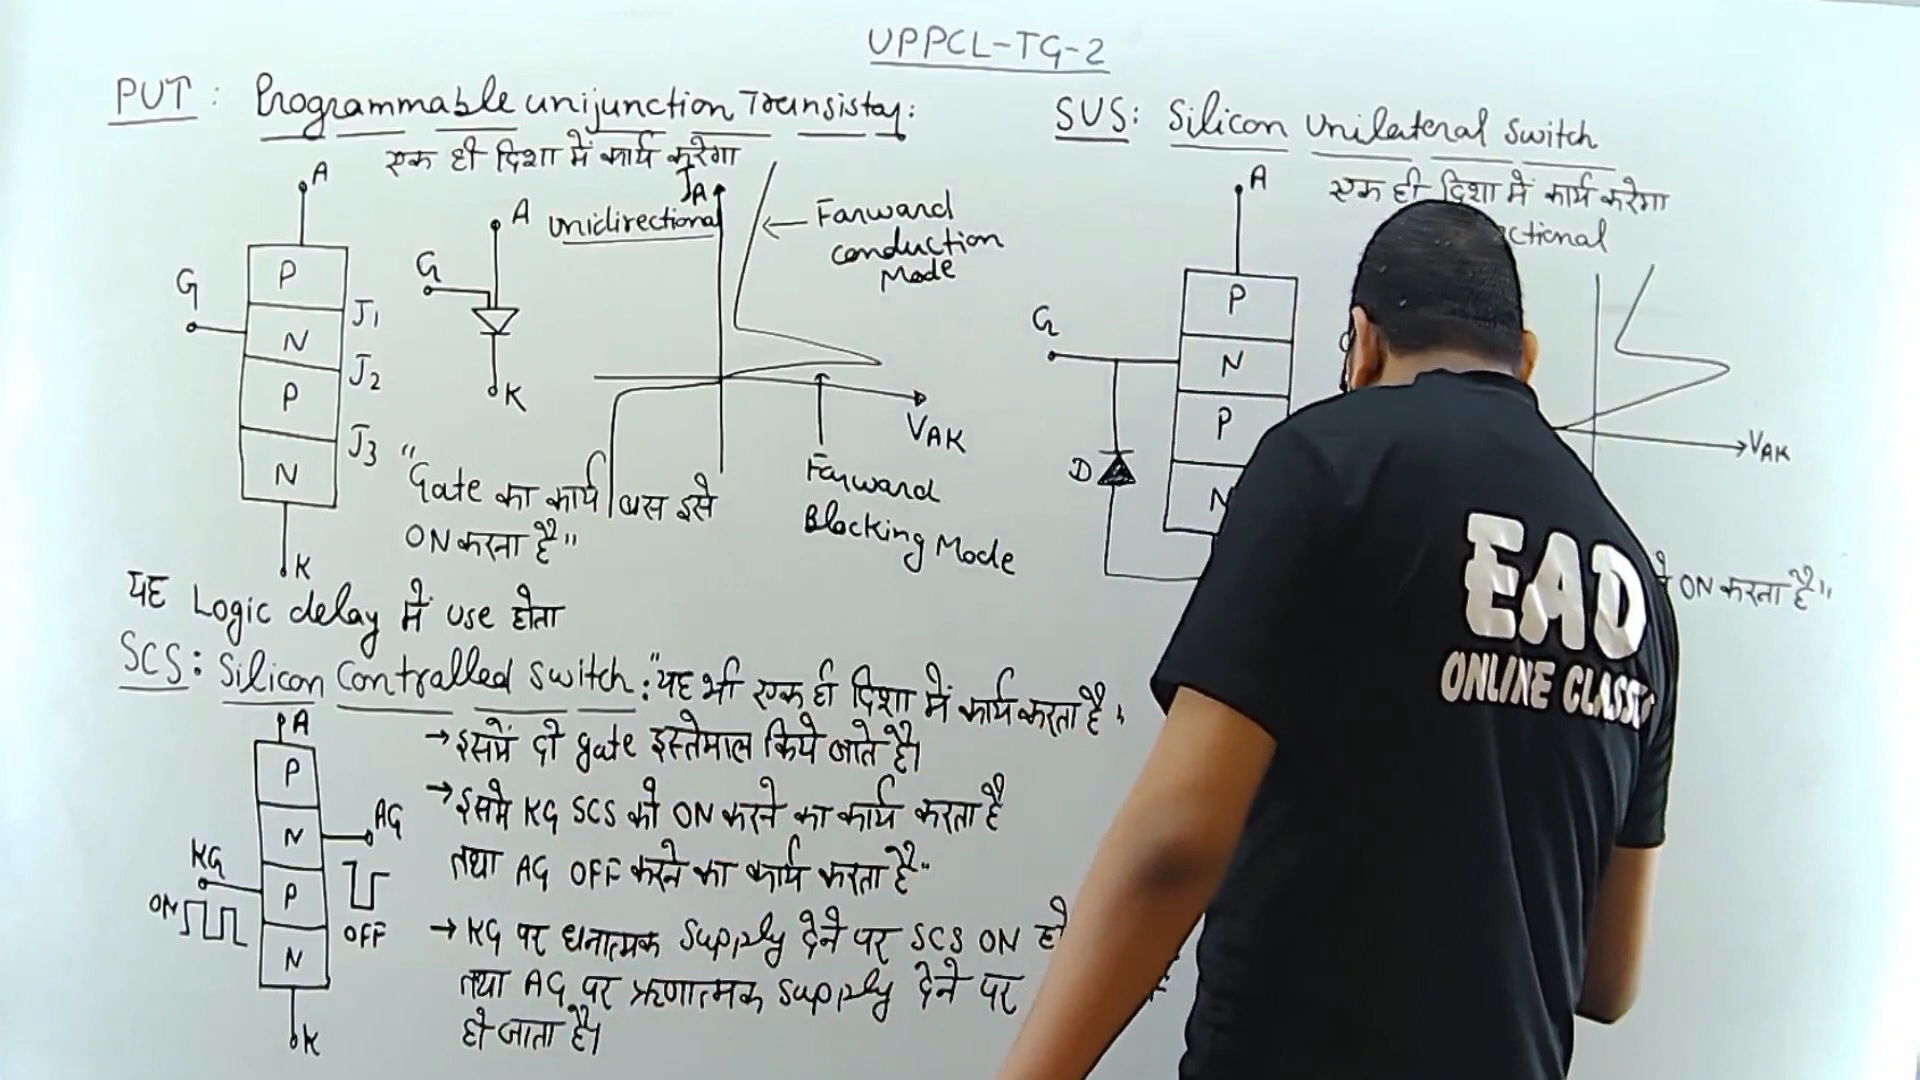 UPPCL-TG-2
PUT : Programmable unijunction Transistor:
एक ही दिशा में कार्य करेगा
unidirectional
A
G
P
N
P
N
J1
J2
J3
K
A
G
K
IA
Farward
conduction
Mode
VAK
Farward
Blocking Mode
"Gate का कार्य बस इसे
ON करता है"
यह Logic delay में use होता
SUS: Silicon unilateral switch
एक ही दिशा में कार्य करेगा
ctional
A
G
P
N
P
N
D
VAK
ON करता है"
SCS: Silicon Controlled switch: "यह भी एक ही दिशा में कार्य करता है,
→ इसमें दो gate इस्तेमाल किये जाते है।
→ इसमे KG SCS को ON करने का कार्य करता है
तथा AG OFF करने का कार्य करता है"
→ KG पर धनात्मक supply देने पर SCS ON हो
तथा AG पर ऋणात्मक supply देने पर
हो जाता है।
A
P
N
P
N
AG
KG
ON
OFF
K
EAD
ONLINE CLASSE